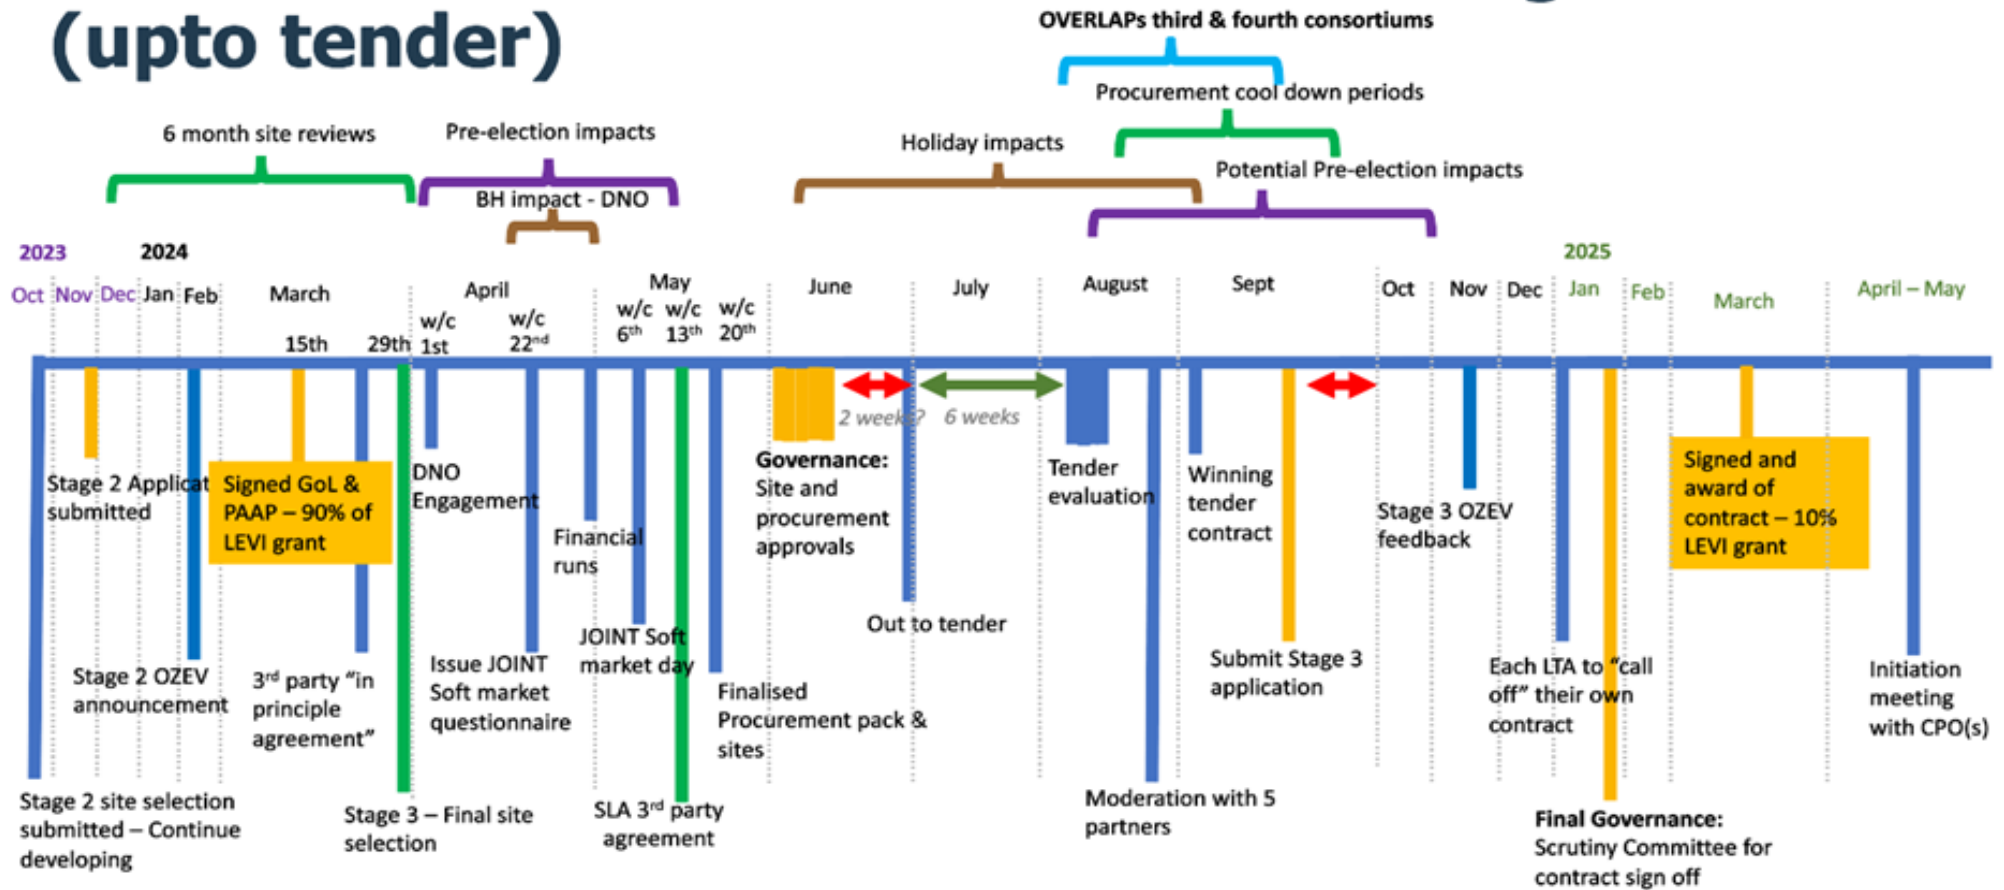 (upto tender)
OVERLAPs third & fourth consortiums
Procurement cool down periods
6 month site reviews
Pre-election impacts
Holiday impacts
Potential Pre-election impacts
BH impact - DNO
2023
2024
2025
Oct
Nov
Dec
Jan
Feb
March
April
May
June
July
August
Sept
Oct
Nov
Dec
Jan
Feb
March
April – May
15th
29th
w/c
1st
w/c
22nd
w/c
6th
w/c
13th
w/c
20th
2 weeks?
6 weeks
Stage 2 Applicat
submitted
Signed GoL &
PAAP – 90% of
LEVI grant
DNO
Engagement
Financial
runs
Governance:
Site and
procurement
approvals
Tender
evaluation
Winning
tender
contract
Stage 3 OZEV
feedback
Signed and
award of
contract – 10%
LEVI grant
Stage 2 OZEV
announcement
3rd party “in
principle
agreement”
Issue JOINT
Soft market
questionnaire
JOINT Soft
market day
Finalised
Procurement pack &
sites
Out to tender
Submit Stage 3
application
Each LTA to “call
off” their own
contract
Initiation
meeting
with CPO(s)
Stage 2 site selection
submitted – Continue
developing
Stage 3 – Final site
selection
SLA 3rd party
agreement
Moderation with 5
partners
Final Governance:
Scrutiny Committee for
contract sign off